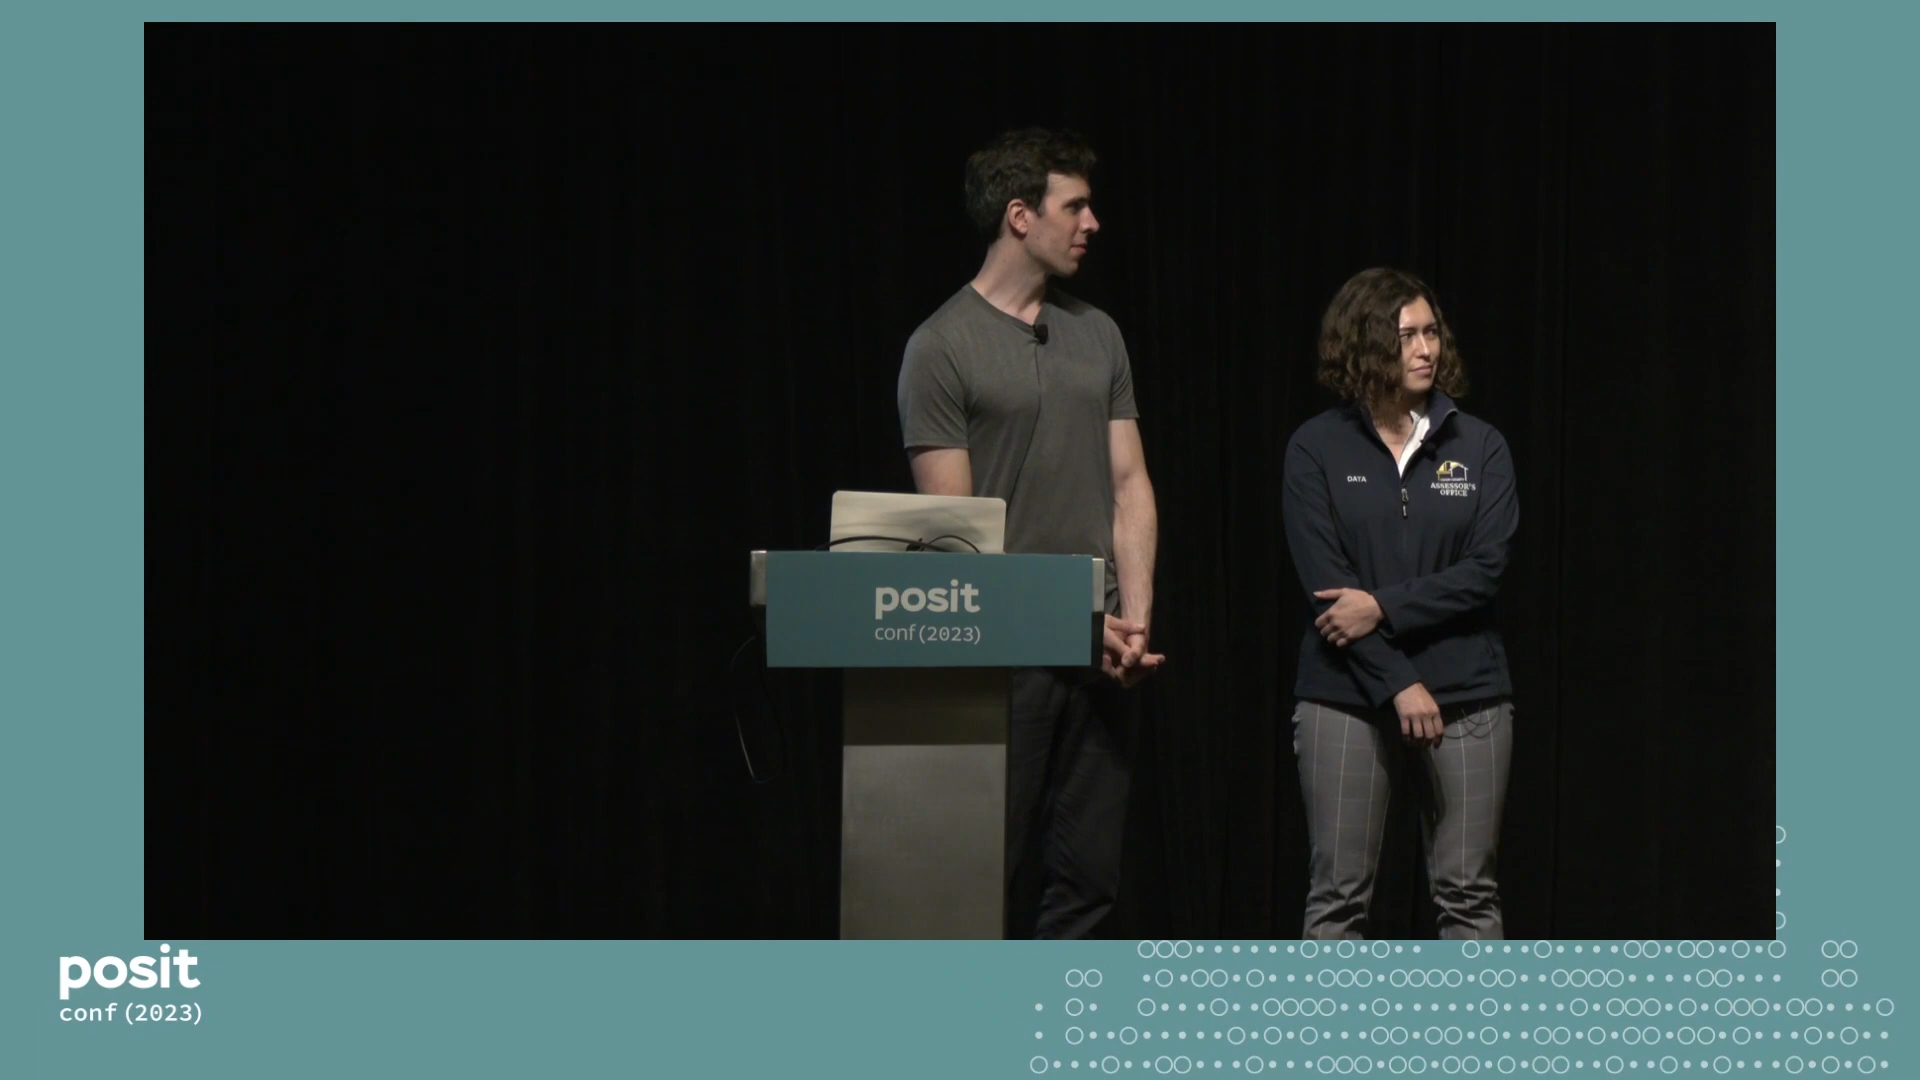 DATA
ASSESSOR'S
OFFICE
posit
conf(2023)
posit
conf(2023)